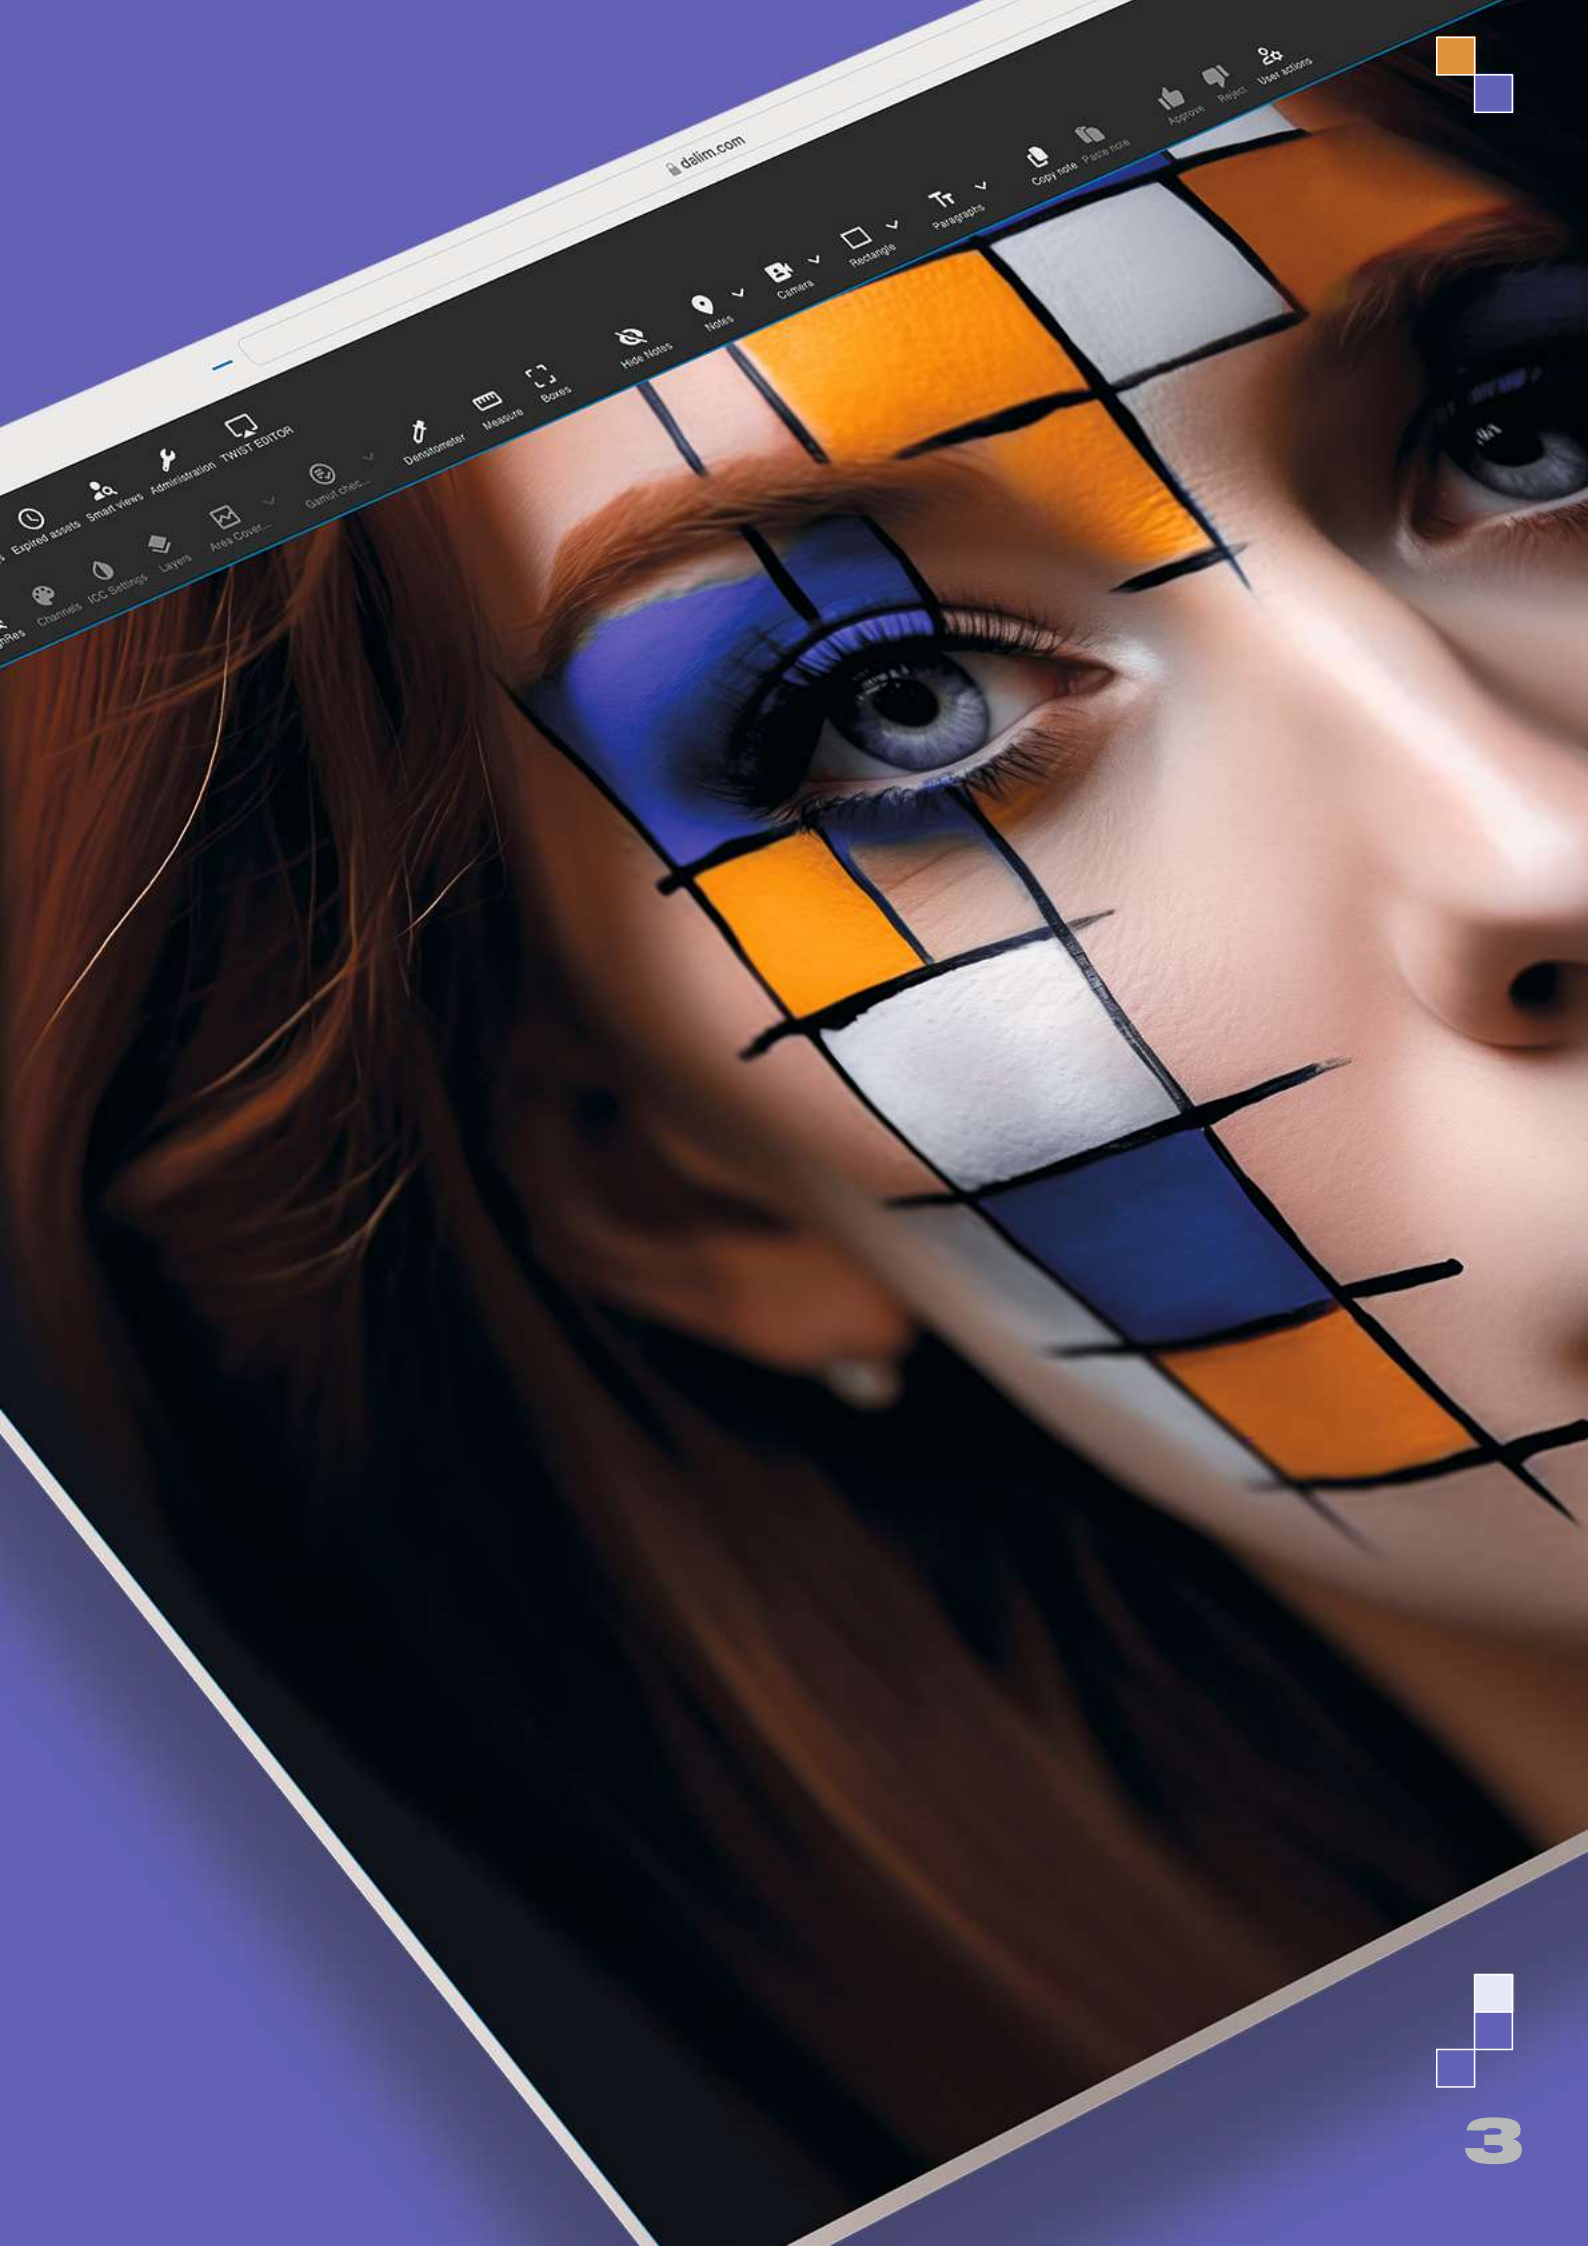 dalim.com
Expired assets
Smart views
Administration
TWIST EDITOR
Channels
ICC Settings
Layers
Area Cover...
Gamut chec...
Densitometer
Measure
Boxes
Hide Notes
Notes
Camera
Rectangle
Paragraphs
Copy note
Paste note
Approve
Reject
User actions
3